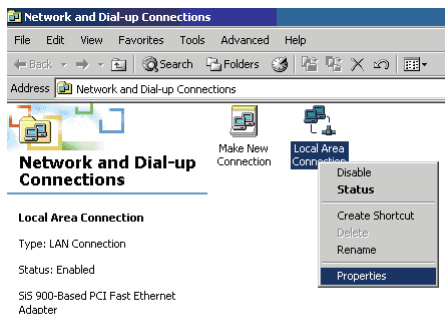 Network and Dial-up Connections
File Edit View Favorites Tools Advanced Help
Back Search Folders
Address Network and Dial-up Connections
Network and Dial-up
Connections
Local Area Connection
Type: LAN Connection
Status: Enabled
SiS 900-Based PCI Fast Ethernet
Adapter
Make New
Connection
Local Area
Connection
Disable
Status
Create Shortcut
Delete
Rename
Properties